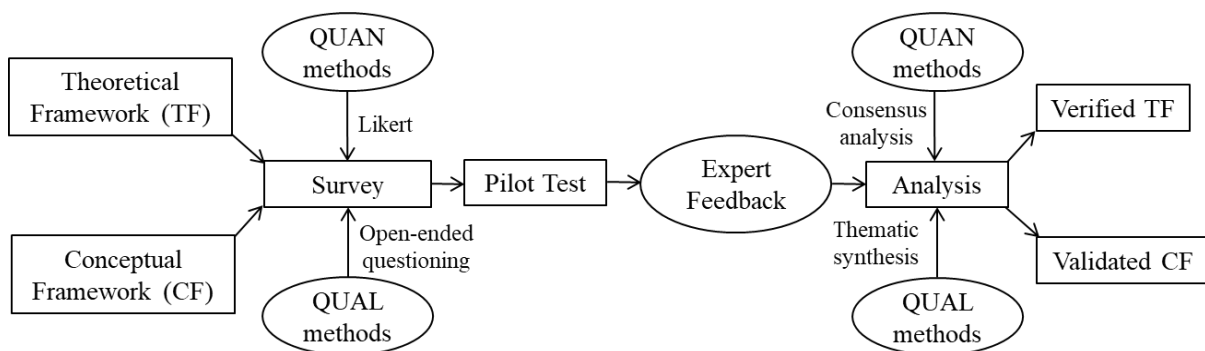 Theoretical
Framework (TF)
Conceptual
Framework (CF)
QUAN
methods
Likert
Survey
Open-ended
questioning
QUAL
methods
Pilot Test
Expert
Feedback
QUAN
methods
Consensus
analysis
Analysis
Thematic
synthesis
QUAL
methods
Verified TF
Validated CF